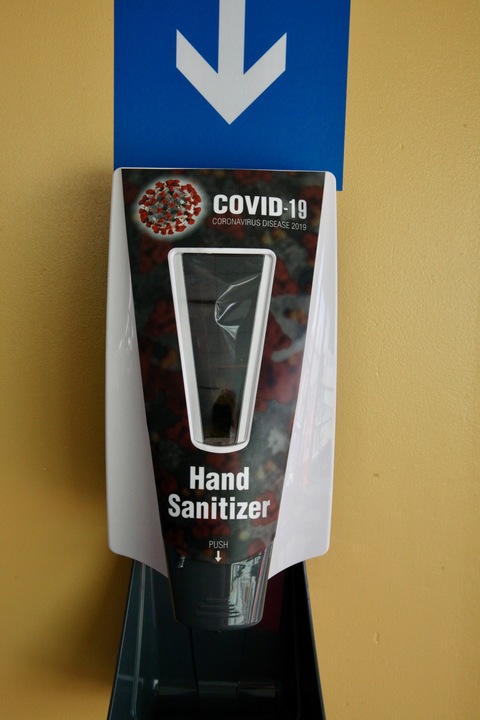 COVID-19
CORONAVIRUS DISEASE 2019
Hand
Sanitizer
PUSH